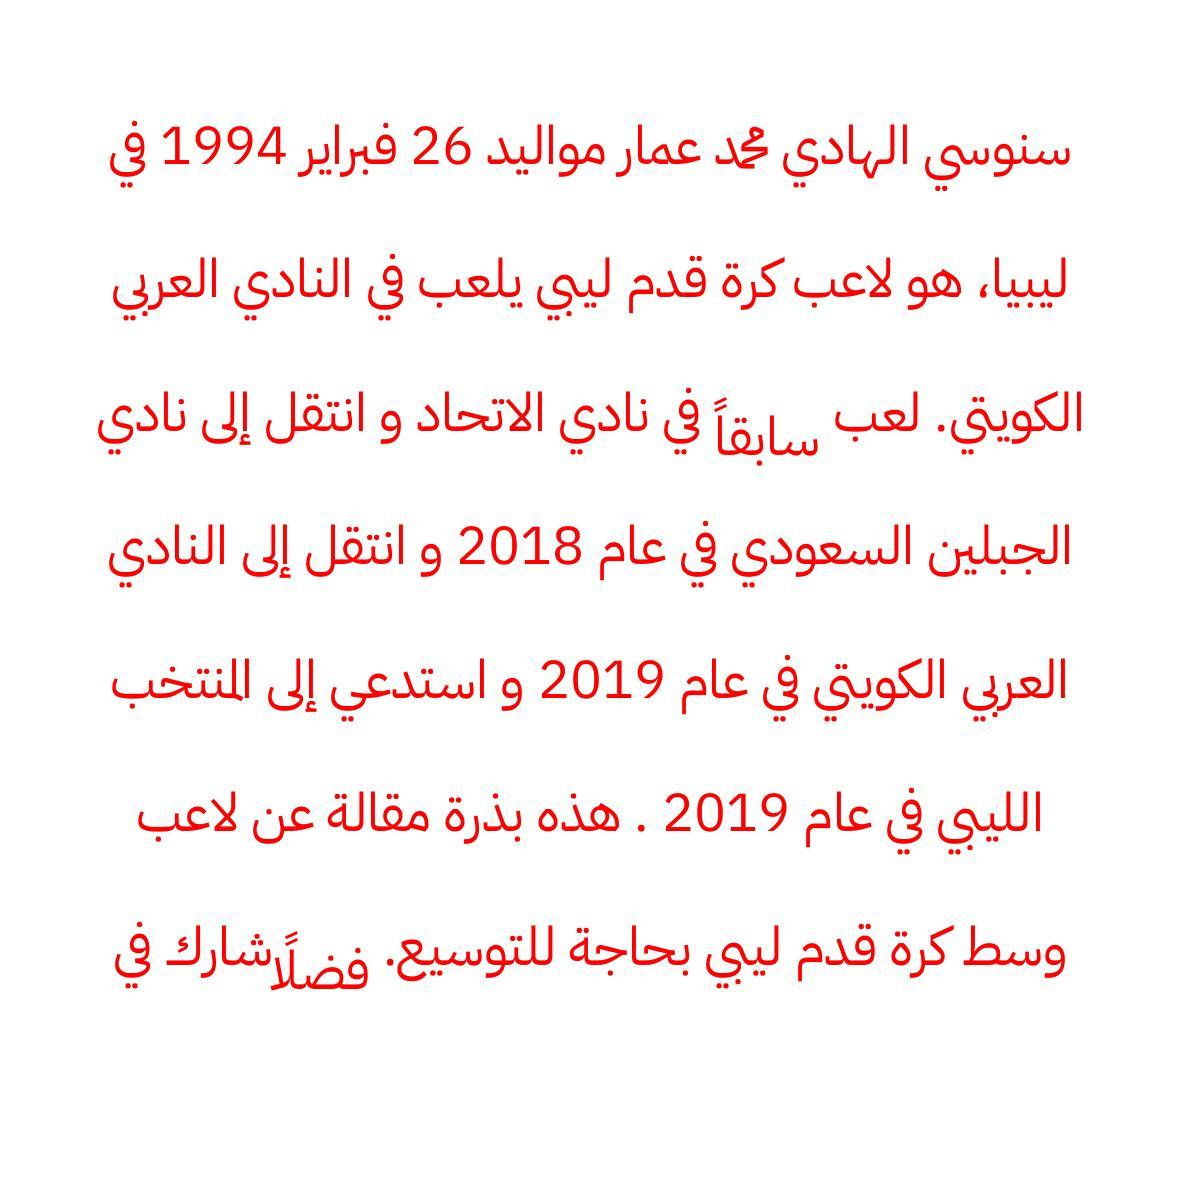 سنوسي الهادي محمد عمار مواليد 26 فبراير 1994 في
ليبيا، هو لاعب كرة قدم ليبي يلعب في النادي العربي
الكويتي. لعب سابقاً في نادي الاتحاد و انتقل إلى نادي
الجبلين السعودي في عام 2018 و انتقل إلى النادي
العربي الكويتي في عام 2019 و استدعي إلى المنتخب
الليبي في عام 2019 . هذه بذرة مقالة عن لاعب
وسط كرة قدم ليبي بحاجة للتوسيع. فضلًا شارك في